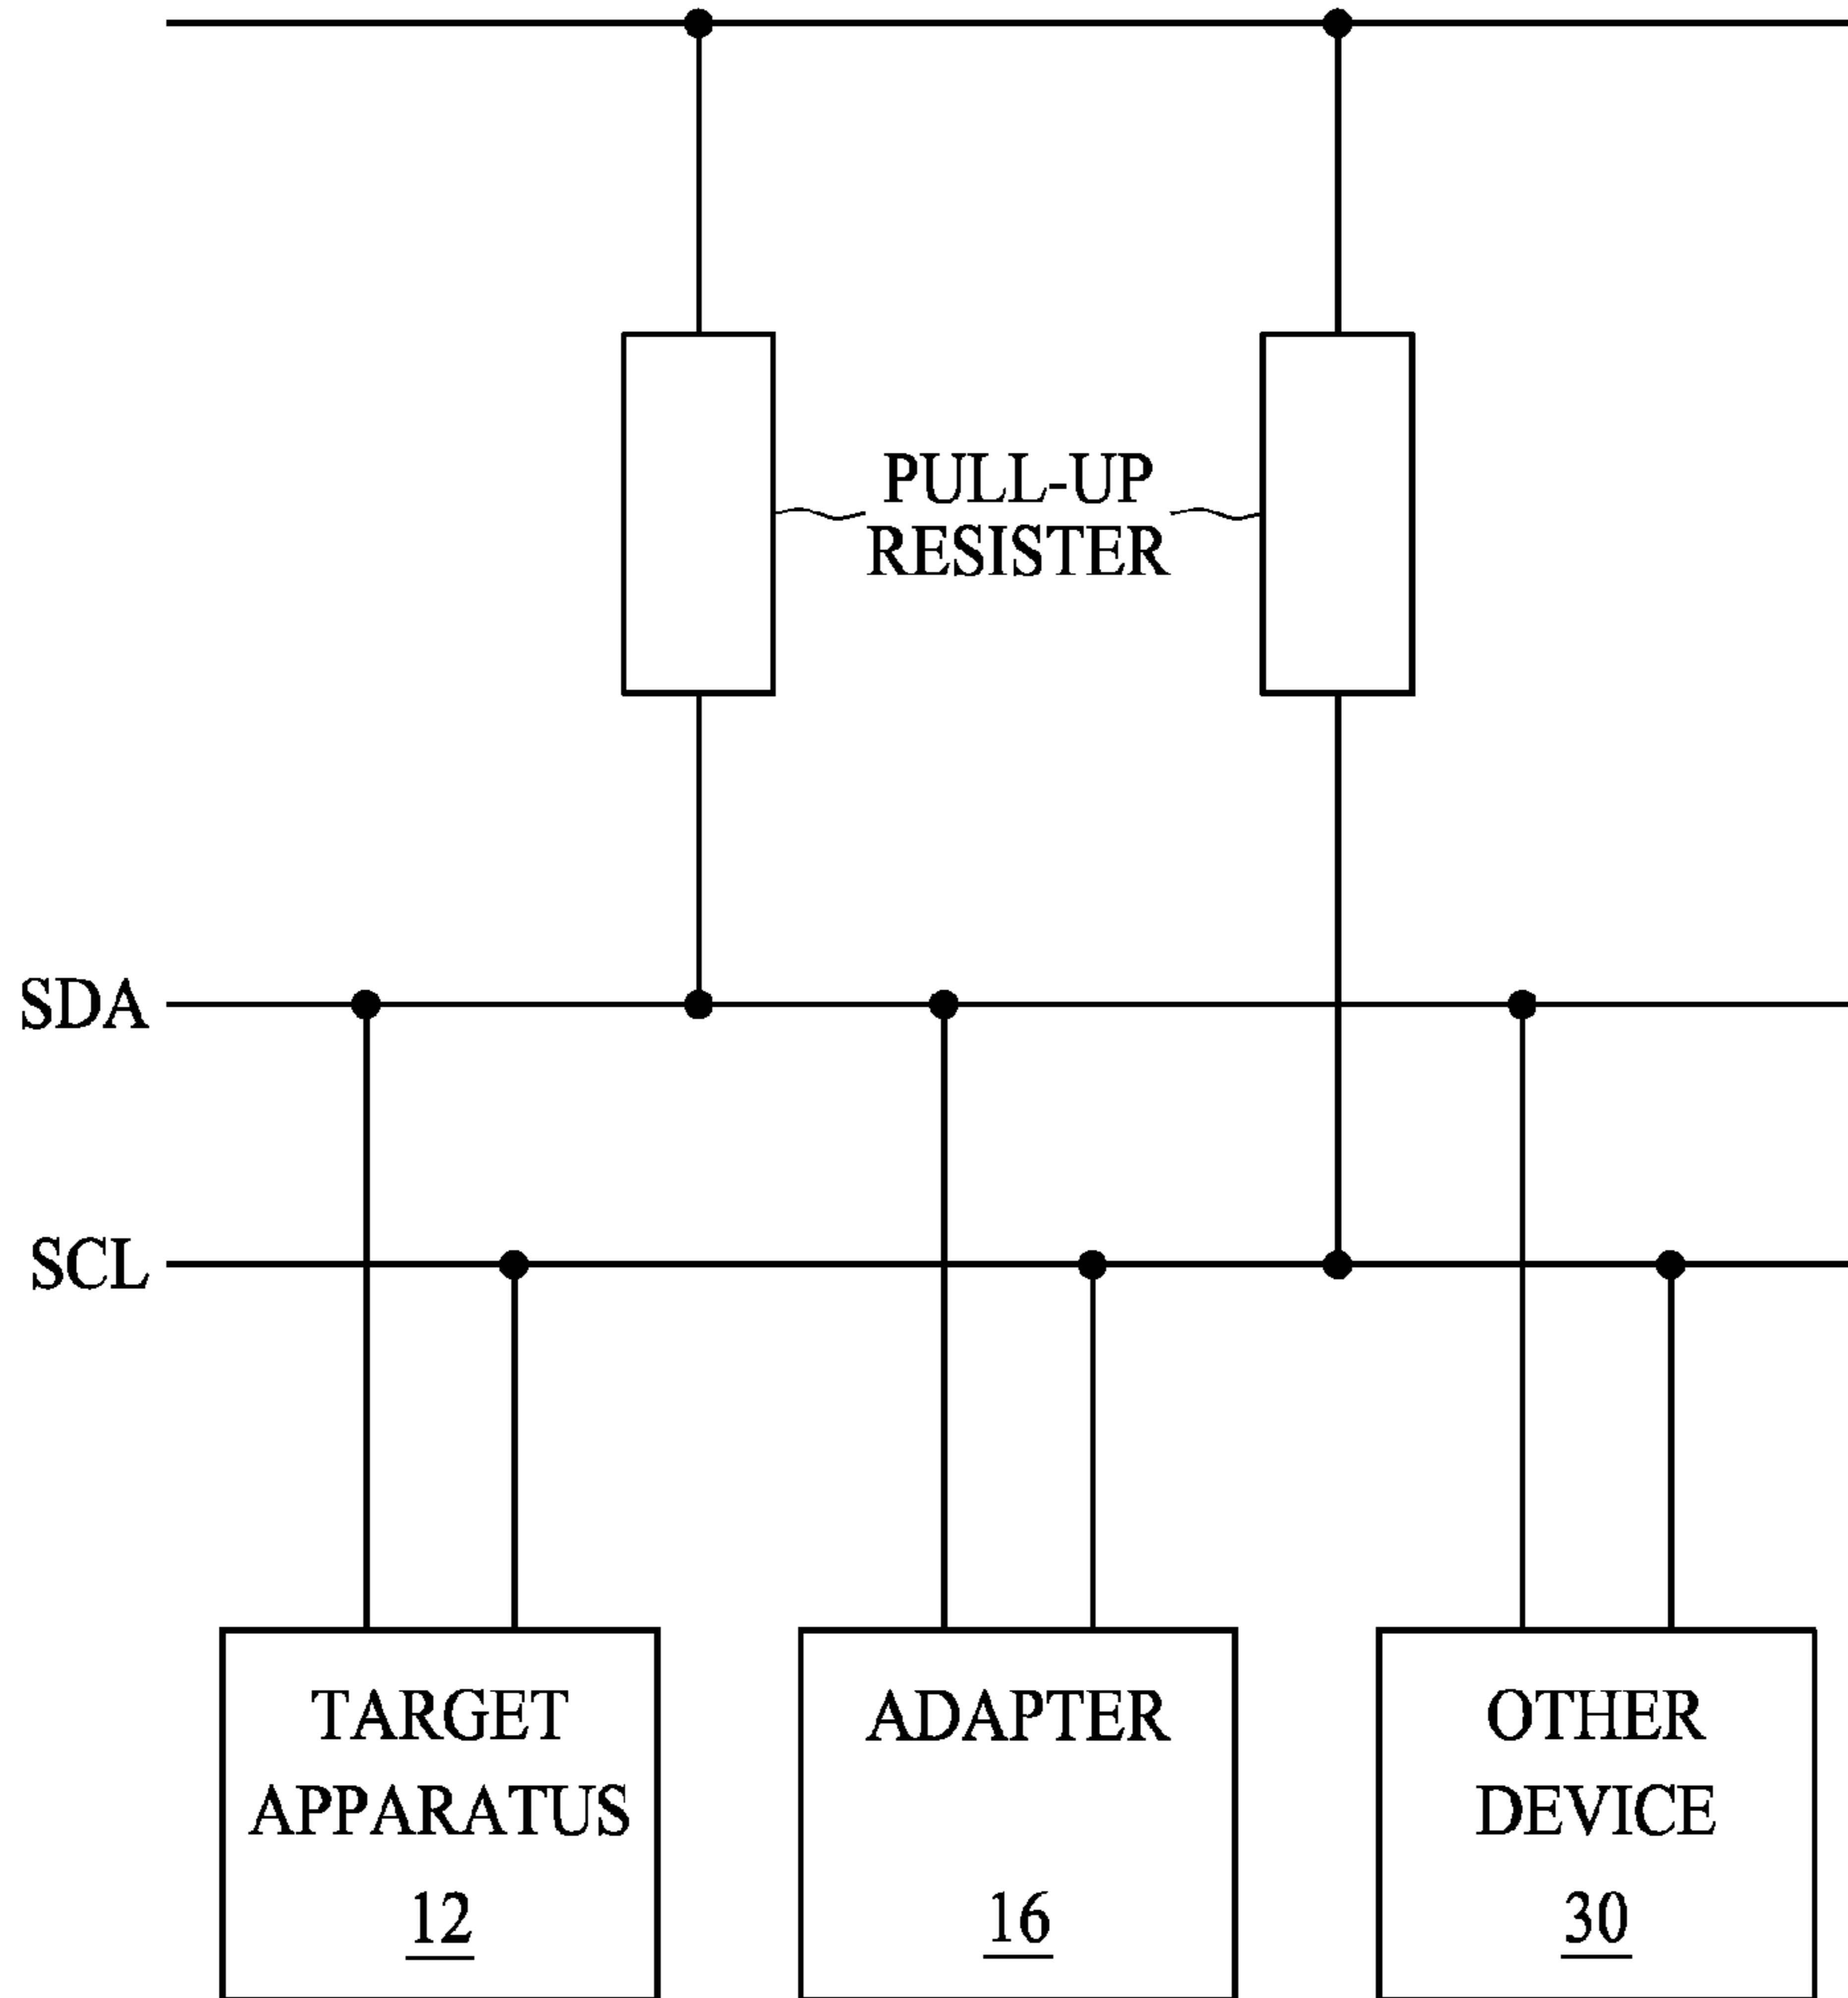 PULL-UP
RESISTER
SDA
SCL
TARGET
APPARATUS
12
ADAPTER
16
OTHER
DEVICE
30